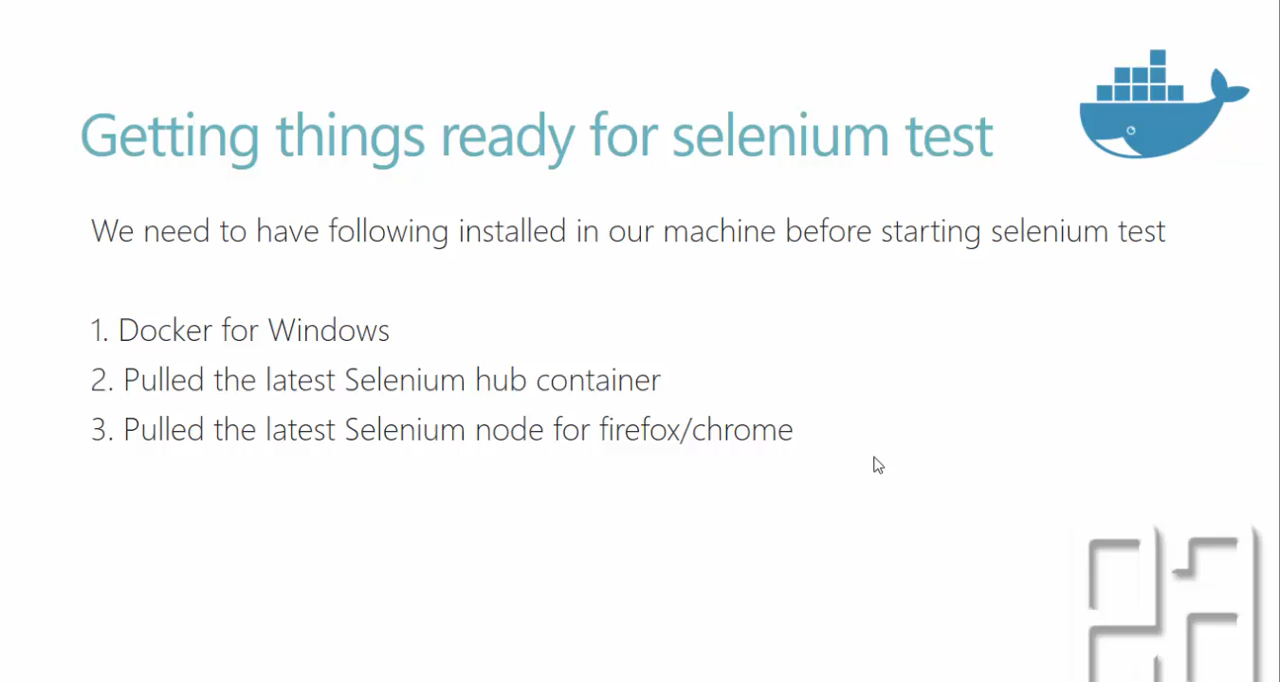 Getting things ready for selenium test
We need to have following installed in our machine before starting selenium test
1. Docker for Windows
2. Pulled the latest Selenium hub container
3. Pulled the latest Selenium node for firefox/chrome